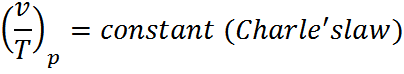 (v/T)_p = constant (Charle'slaw)